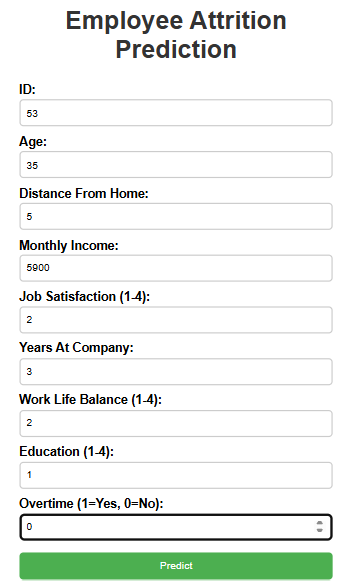 Employee Attrition
Prediction
ID:
53
Age:
35
Distance From Home:
5
Monthly Income:
5900
Job Satisfaction (1-4):
2
Years At Company:
3
Work Life Balance (1-4):
2
Education (1-4):
1
Overtime (1=Yes, 0=No):
0
Predict